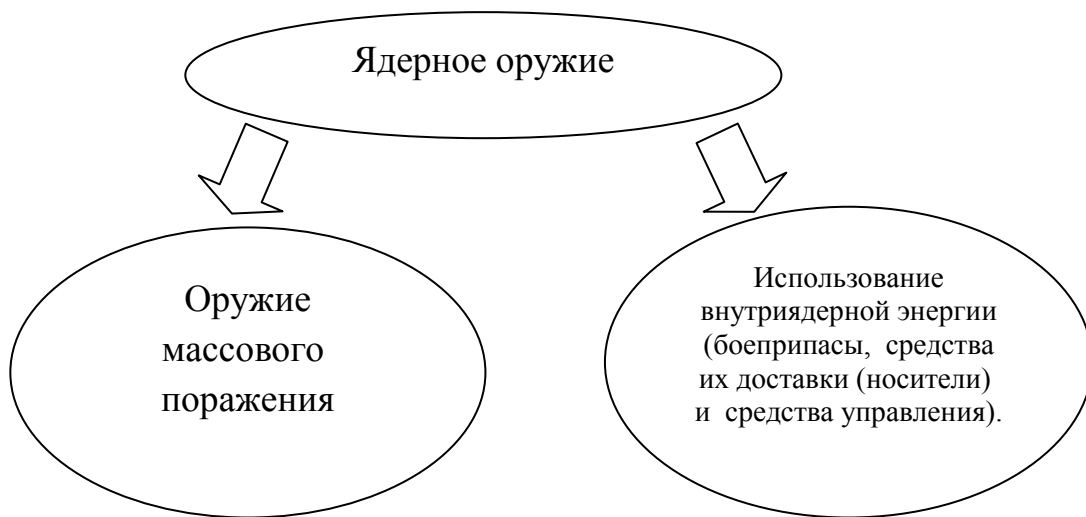 Ядерное оружие
Оружие
массового
поражения
Использование
внутриядерной энергии
(боеприпасы, средства
их доставки (носители)
и средства управления).